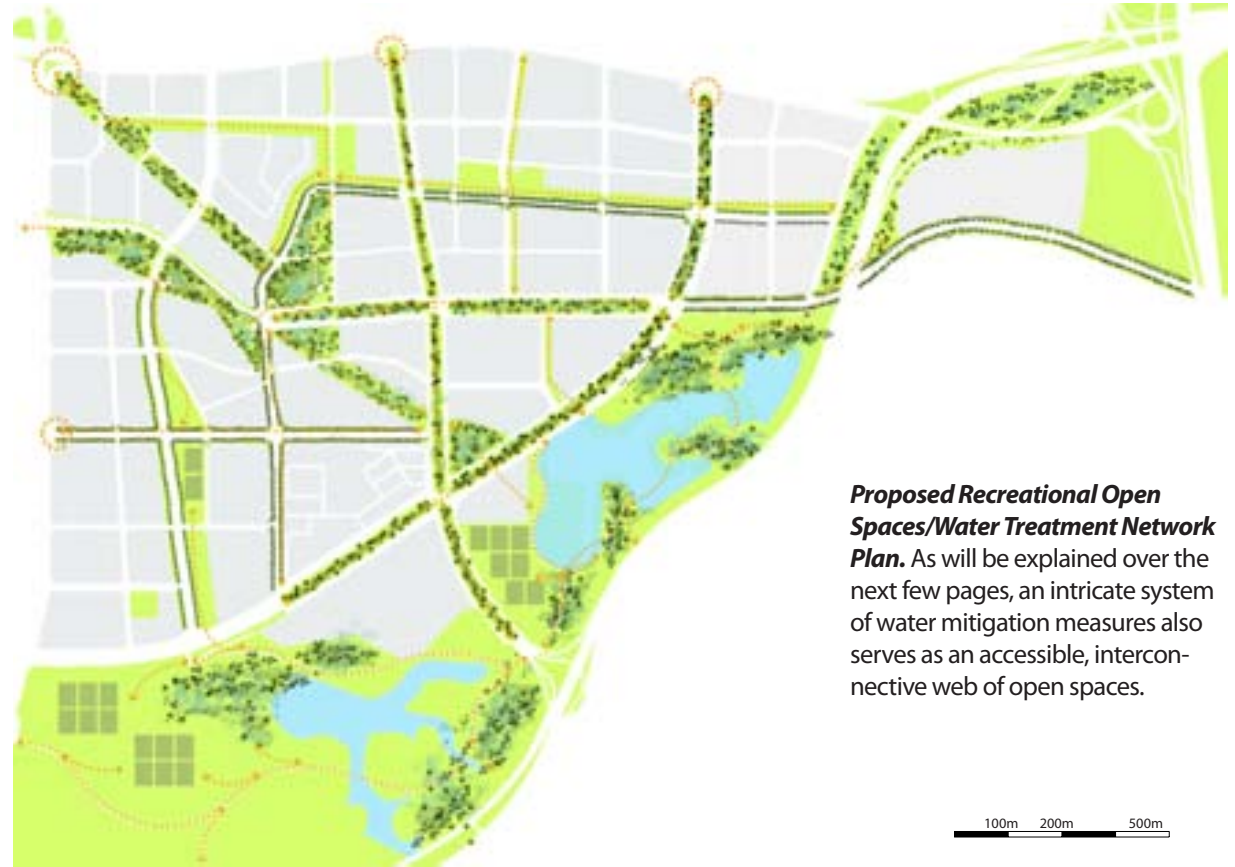 Proposed Recreational Open
Spaces/Water Treatment Network
Plan. As will be explained over the
next few pages, an intricate system
of water mitigation measures also
serves as an accessible, intercon-
nective web of open spaces.
100m 200m 500m